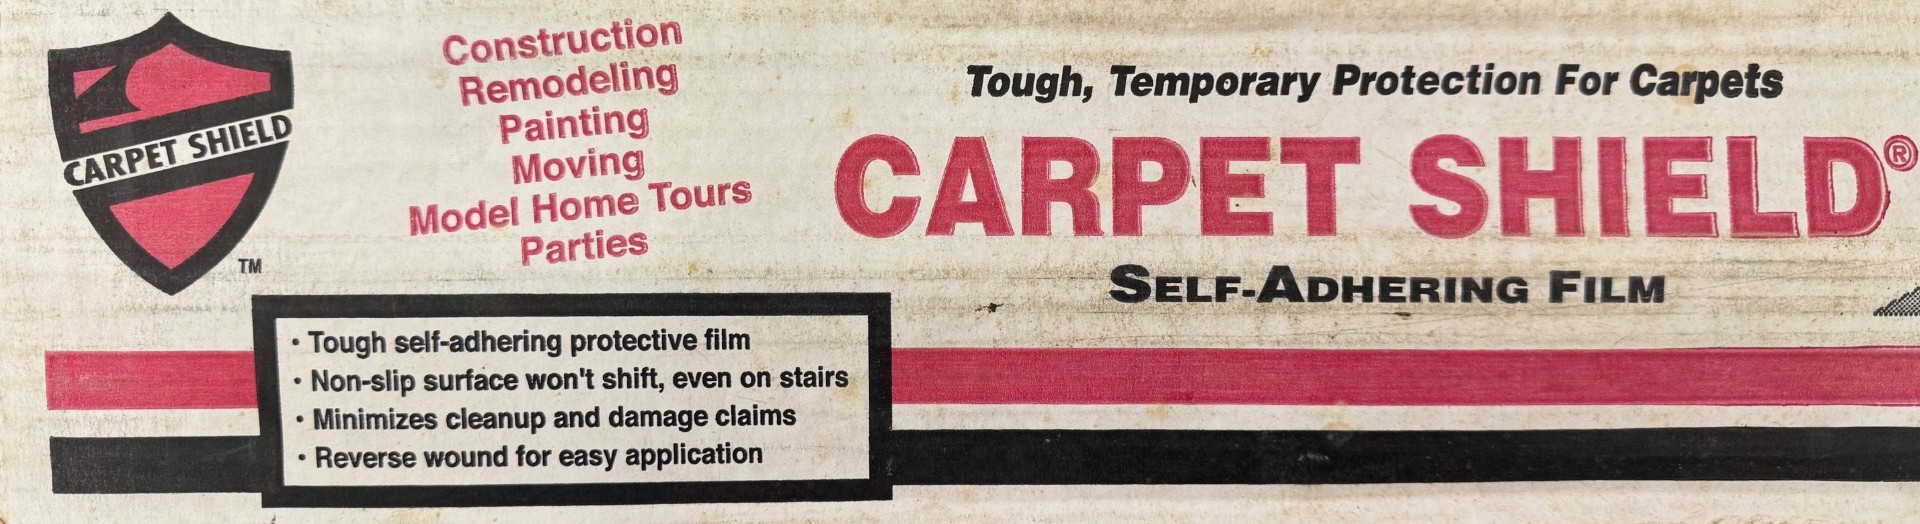 CARPET SHIELD
TM
Construction
Remodeling
Painting
Moving
Model Home Tours
Parties
Tough, Temporary Protection For Carpets
CARPET SHIELD®
SELF-ADHERING FILM
• Tough self-adhering protective film
• Non-slip surface won't shift, even on stairs
• Minimizes cleanup and damage claims
• Reverse wound for easy application